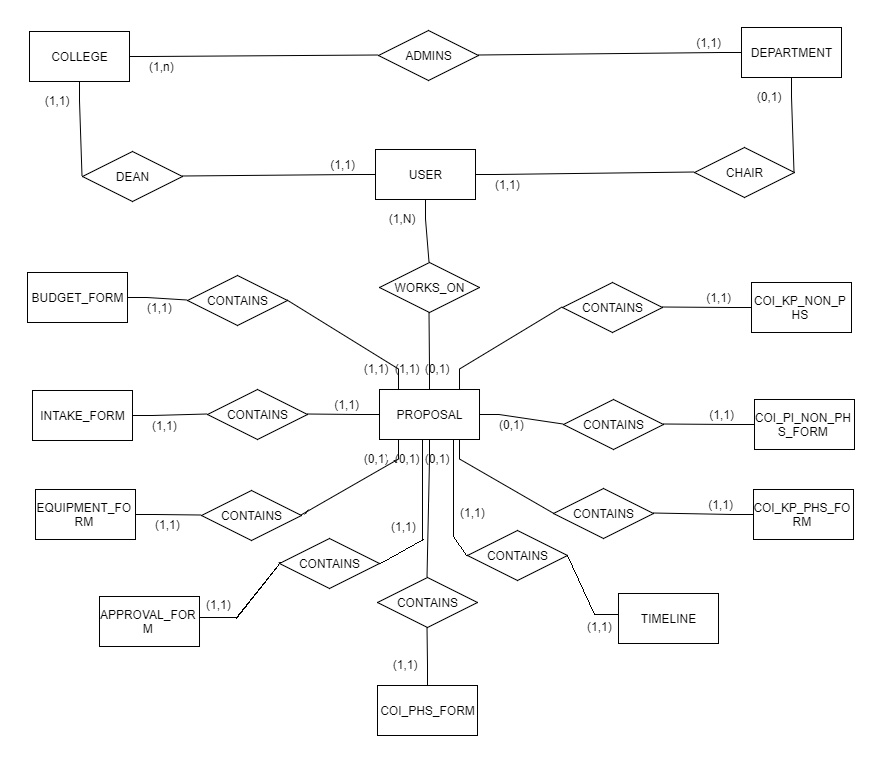 COLLEGE
ADMINS
DEPARTMENT
(1,n)
(1,1)
(1,1)
(0,1)
DEAN
(1,1)
USER
(1,1)
CHAIR
(1,N)
WORKS_ON
BUDGET_FORM
(1,1)
CONTAINS
CONTAINS
(1,1)
COI_KP_NON_P
HS
(1,1)
(1,1)
(0,1)
INTAKE_FORM
(1,1)
CONTAINS
(1,1)
PROPOSAL
(0,1)
CONTAINS
(1,1)
COI_PI_NON_PH
S_FORM
(0,1)
(0,1)
(0,1)
EQUIPMENT_FO
RM
(1,1)
CONTAINS
(1,1)
(1,1)
CONTAINS
(1,1)
COI_KP_PHS_FO
RM
APPROVAL_FOR
M
(1,1)
CONTAINS
CONTAINS
CONTAINS
(1,1)
TIMELINE
(1,1)
COI_PHS_FORM